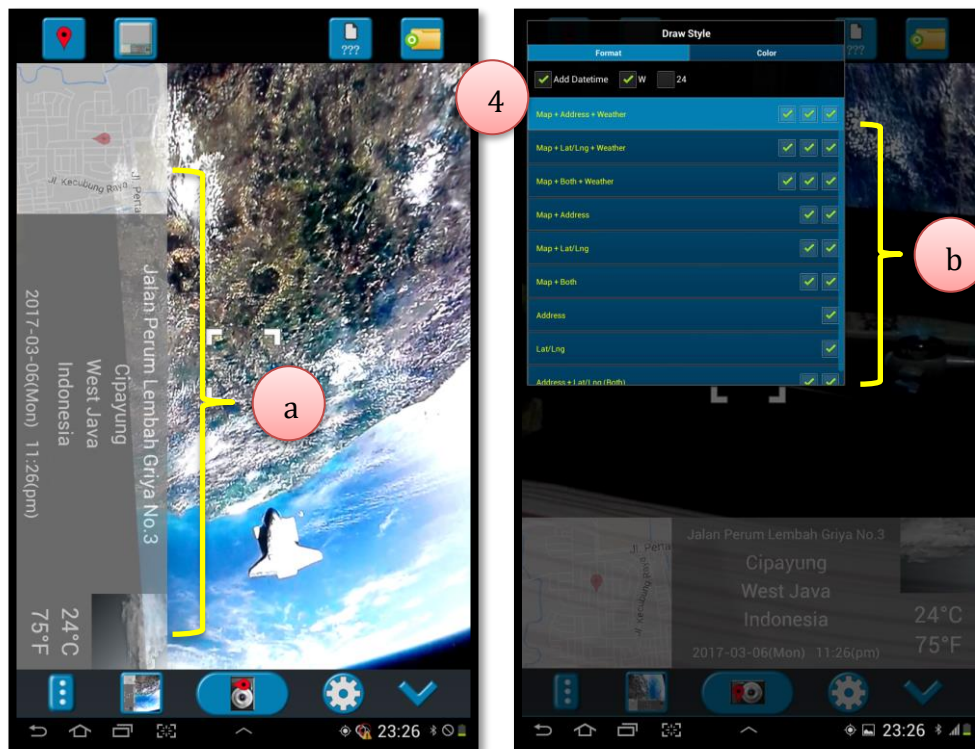 ???
4
Jl. Kecubung Raya
Jl. Perta
Jalan Perum Lembah Griya No.3
Cipayung
West Java
Indonesia
2017-03-06(Mon) 11:26(pm)
24°C
75°F
a
23:26
Draw Style
Format
Color
Add Datetime
W
24
Map + Address + Weather
Map + Lat/Lng + Weather
Map + Both + Weather
Map + Address
Map + Lat/Lng
Map + Both
Address
Lat/Lng
Address + Lat/Lng (Both)
???
b
Jl. Perta
Jl. Kecubung Raya
Jalan Perum Lembah Griya No.3
Cipayung
West Java
Indonesia
2017-03-06(Mon) 11:26(pm)
24°C
75°F
23:26